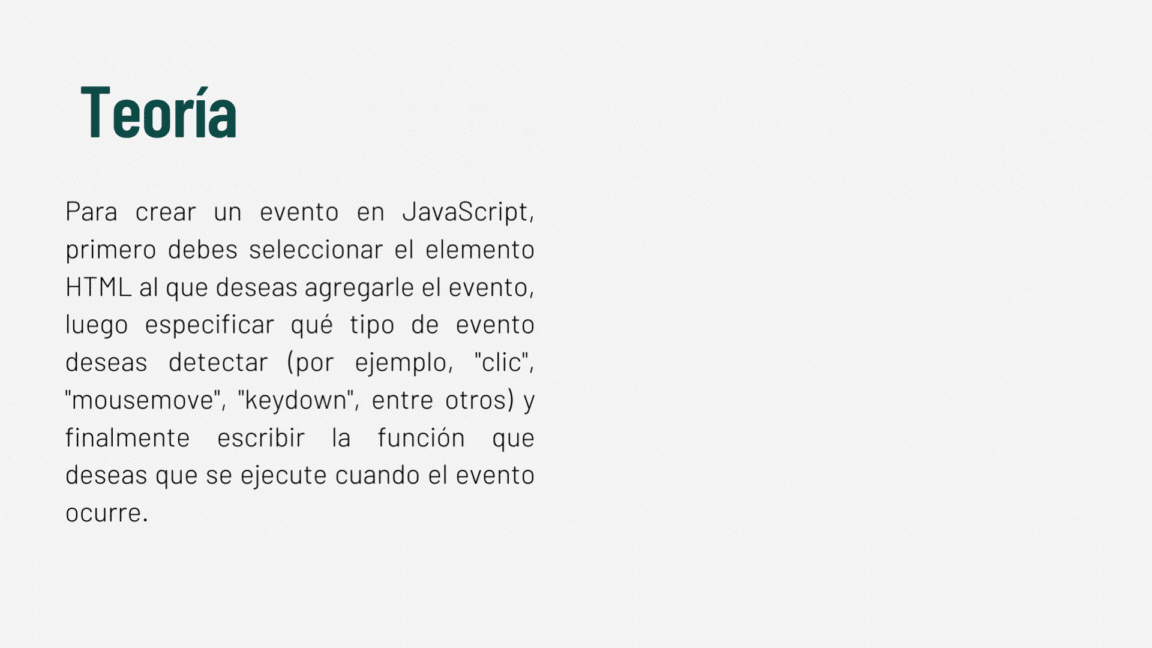 Teoría
Para crear un evento en JavaScript,
primero debes seleccionar el elemento
HTML al que deseas agregarle el evento,
luego especificar qué tipo de evento
deseas detectar (por ejemplo, "clic",
"mousemove", "keydown", entre otros) y
finalmente escribir la función que
deseas que se ejecute cuando el evento
ocurre.